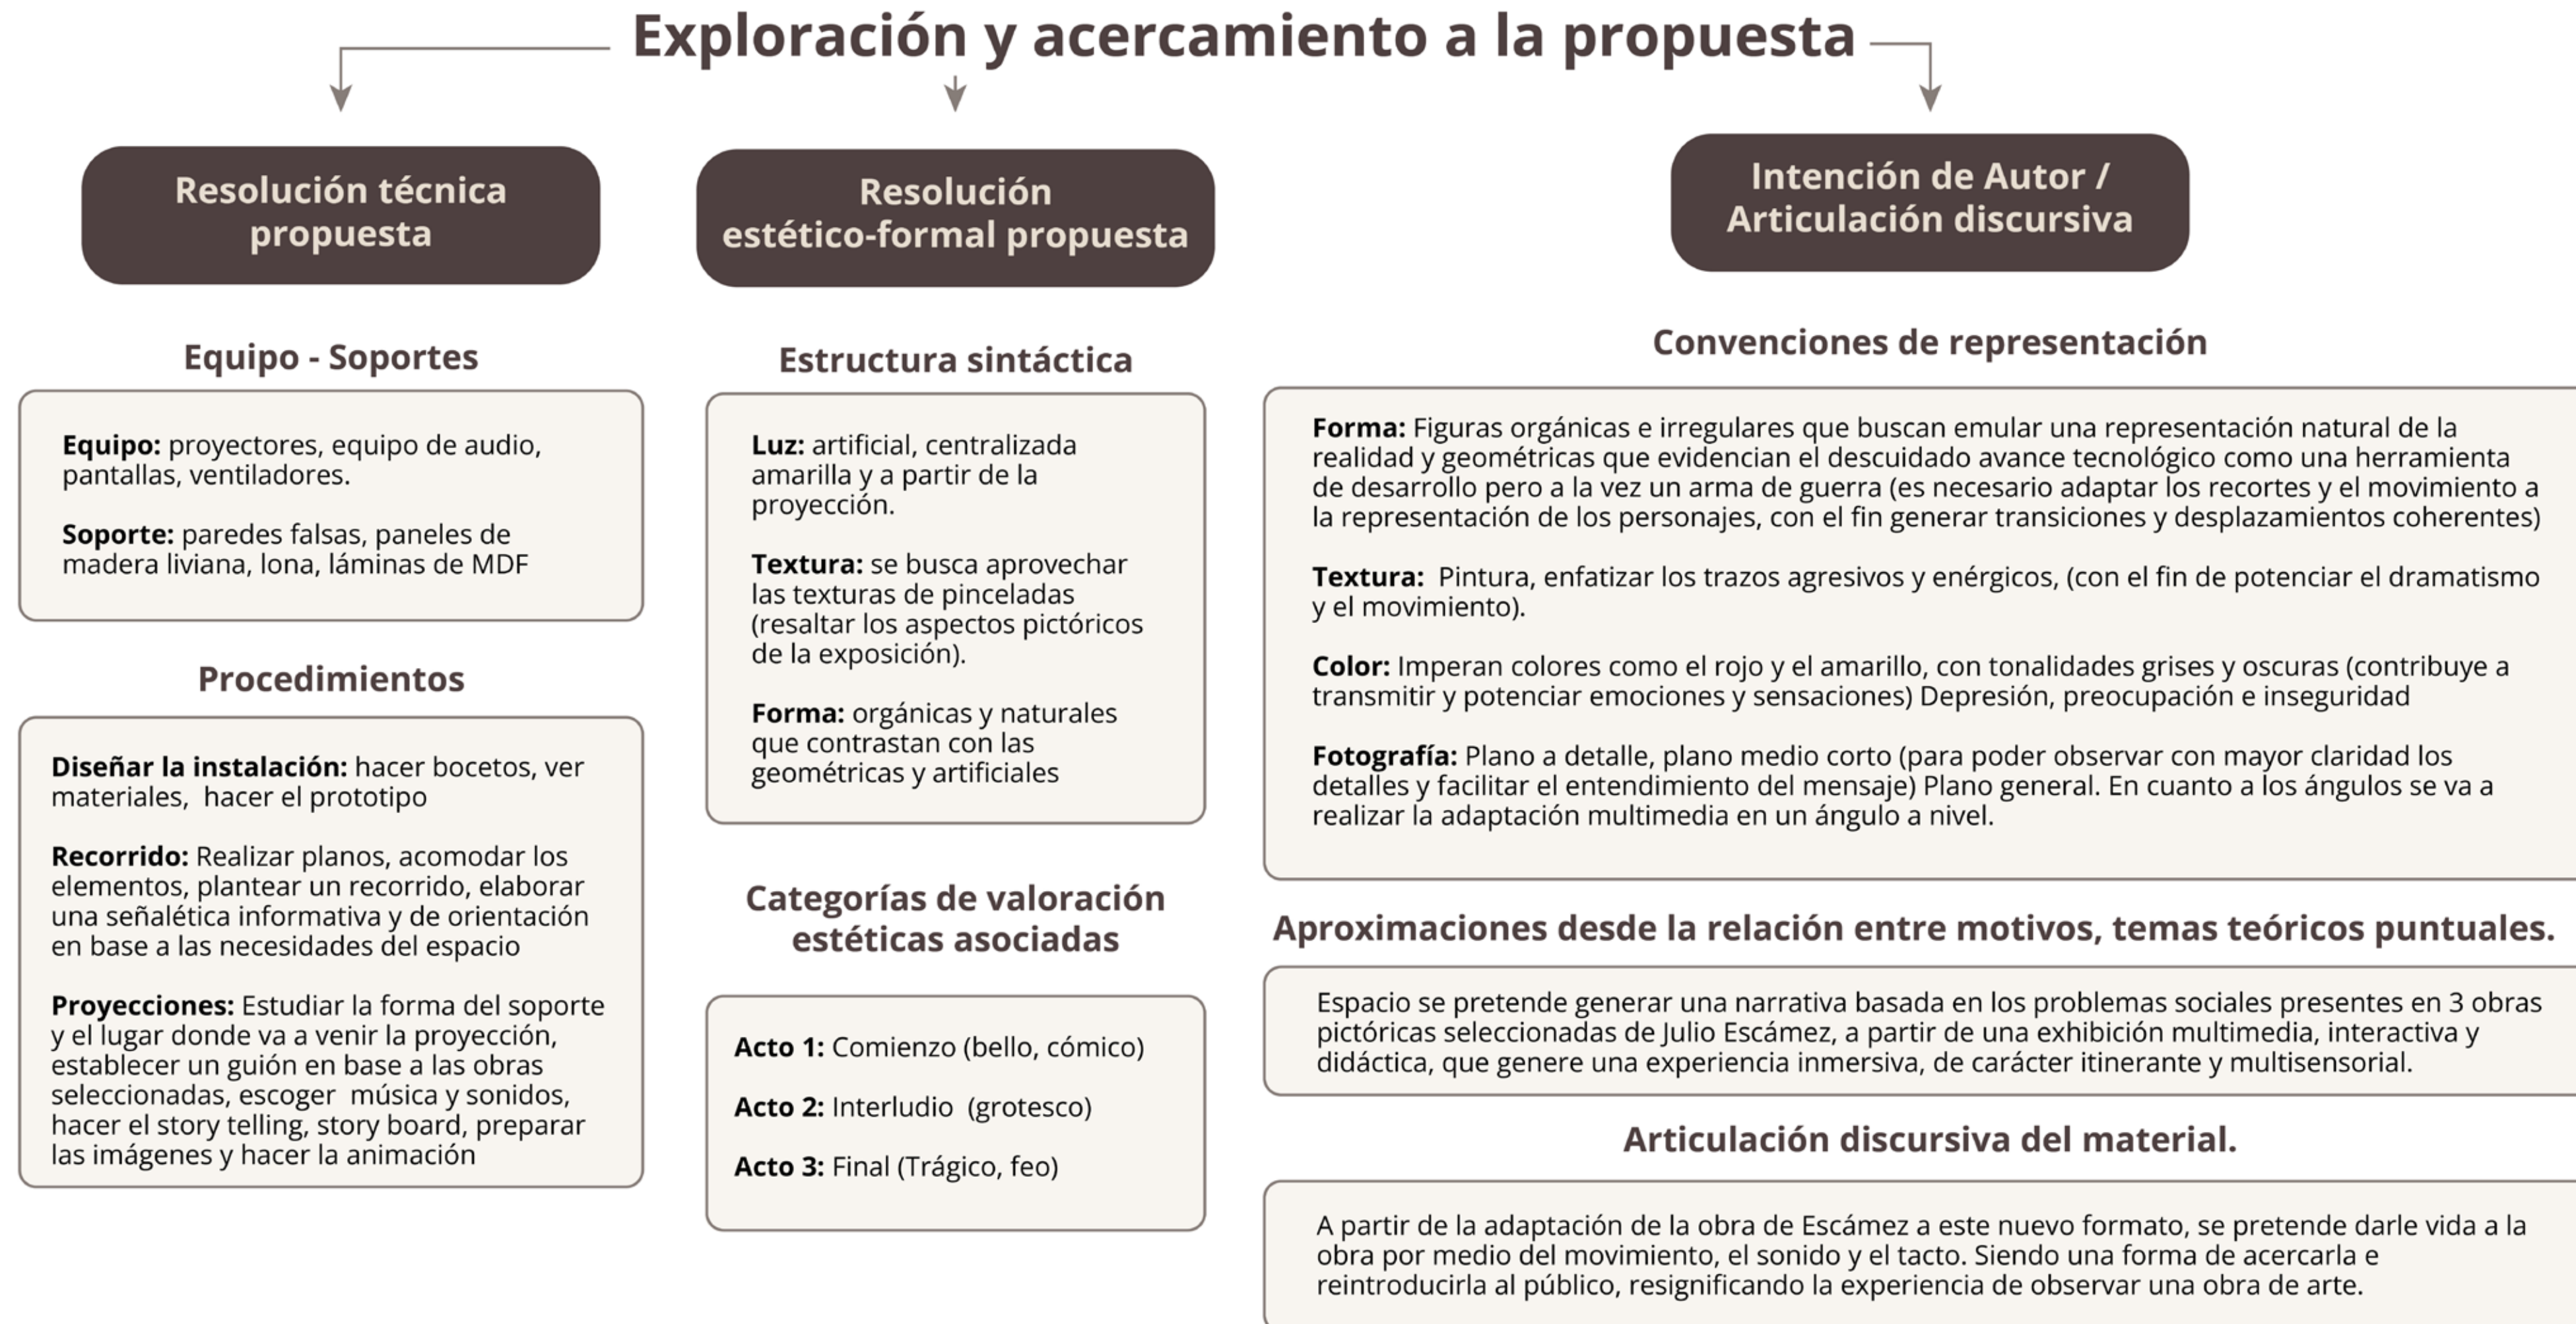 Exploración y acercamiento a la propuesta
Resolución técnica
propuesta
Equipo - Soportes
Equipo: proyectores, equipo de audio,
pantallas, ventiladores.
Soporte: paredes falsas, paneles de
madera liviana, lona, láminas de MDF
Procedimientos
Diseñar la instalación: hacer bocetos, ver
materiales,  hacer el prototipo
Recorrido: Realizar planos, acomodar los
elementos, plantear un recorrido, elaborar
una señalética informativa y de orientación
en base a las necesidades del espacio
Proyecciones: Estudiar la forma del soporte
y el lugar donde va a venir la proyección,
establecer un guión en base a las obras
seleccionadas, escoger  música y sonidos,
hacer el story telling, story board, preparar
las imágenes y hacer la animación
Resolución
estético-formal propuesta
Estructura sintáctica
Luz: artificial, centralizada
amarilla y a partir de la
proyección.
Textura: se busca aprovechar
las texturas de pinceladas
(resaltar los aspectos pictóricos
de la exposición).
Forma: orgánicas y naturales
que contrastan con las
geométricas y artificiales
Categorías de valoración
estéticas asociadas
Acto 1: Comienzo (bello, cómico)
Acto 2: Interludio  (grotesco)
Acto 3: Final (Trágico, feo)
Intención de Autor /
Articulación discursiva
Convenciones de representación
Forma: Figuras orgánicas e irregulares que buscan emular una representación natural de la
realidad y geométricas que evidencian el descuidado avance tecnológico como una herramienta
de desarrollo pero a la vez un arma de guerra (es necesario adaptar los recortes y el movimiento a
la representación de los personajes, con el fin generar transiciones y desplazamientos coherentes)
Textura:  Pintura, enfatizar los trazos agresivos y enérgicos, (con el fin de potenciar el dramatismo
y el movimiento).
Color: Imperan colores como el rojo y el amarillo, con tonalidades grises y oscuras (contribuye a
transmitir y potenciar emociones y sensaciones) Depresión, preocupación e inseguridad
Fotografía: Plano a detalle, plano medio corto (para poder observar con mayor claridad los
detalles y facilitar el entendimiento del mensaje) Plano general. En cuanto a los ángulos se va a
realizar la adaptación multimedia en un ángulo a nivel.
Aproximaciones desde la relación entre motivos, temas teóricos puntuales.
Espacio se pretende generar una narrativa basada en los problemas sociales presentes en 3 obras
pictóricas seleccionadas de Julio Escámez, a partir de una exhibición multimedia, interactiva y
didáctica, que genere una experiencia inmersiva, de carácter itinerante y multisensorial.
Articulación discursiva del material.
A partir de la adaptación de la obra de Escámez a este nuevo formato, se pretende darle vida a la
obra por medio del movimiento, el sonido y el tacto. Siendo una forma de acercarla e
reintroducirla al público, resignificando la experiencia de observar una obra de arte.